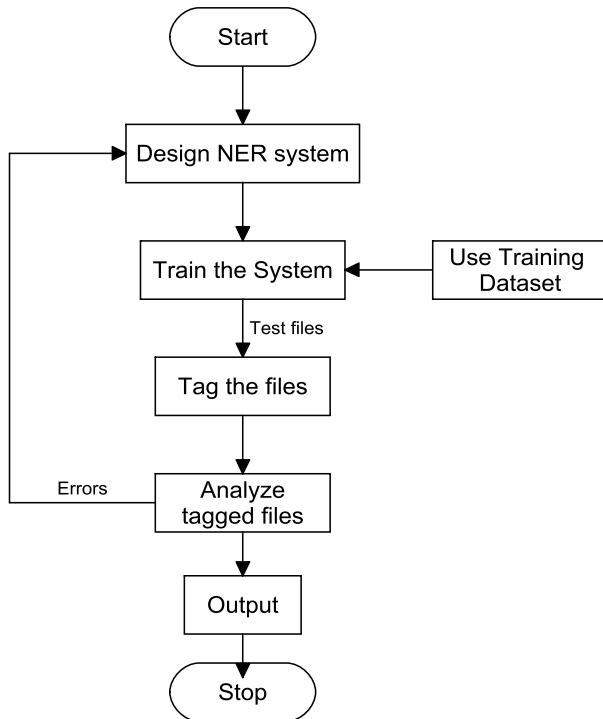 Start
Design NER system
Train the System
Use Training
Dataset
Test files
Tag the files
Errors
Analyze
tagged files
Output
Stop